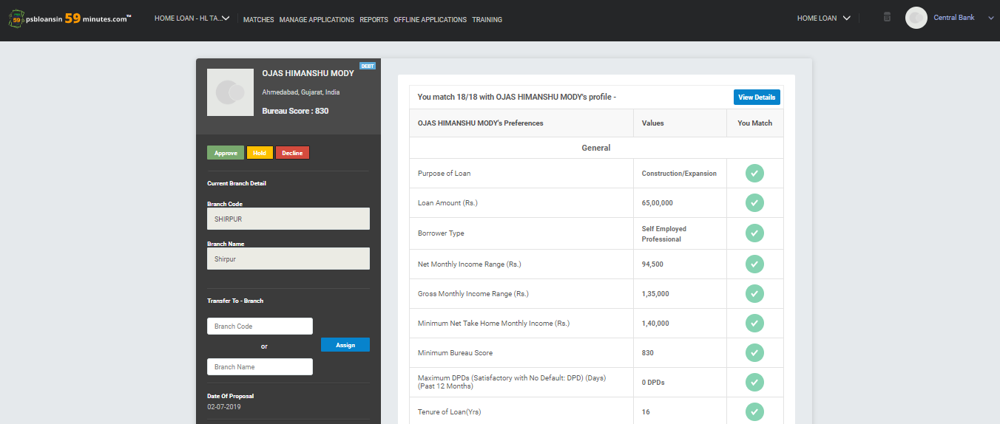 psbloansin 59 minutes.com™
HOME LOAN - HL TA...
MATCHES
MANAGE APPLICATIONS
REPORTS
OFFLINE APPLICATIONS
TRAINING
HOME LOAN
Central Bank
DEBT
OJAS HIMANSHU MODY
Ahmedabad, Gujarat, India
Bureau Score : 830
Approve
Hold
Decline
Current Branch Detail
Branch Code
SHIRPUR
Branch Name
Shirpur
Transfer To - Branch
Branch Code
or
Assign
Branch Name
Date Of Proposal
02-07-2019
You match 18/18 with OJAS HIMANSHU MODY's profile -
View Details
OJAS HIMANSHU MODY's Preferences
Values
You Match
General
Purpose of Loan
Construction/Expansion
Loan Amount (Rs.)
65,00,000
Borrower Type
Self Employed
Professional
Net Monthly Income Range (Rs.)
94,500
Gross Monthly Income Range (Rs.)
1,35,000
Minimum Net Take Home Monthly Income (Rs.)
1,40,000
Minimum Bureau Score
830
Maximum DPDs (Satisfactory with No Default: DPD) (Days)
(Past 12 Months)
0 DPDs
Tenure of Loan(Yrs)
16